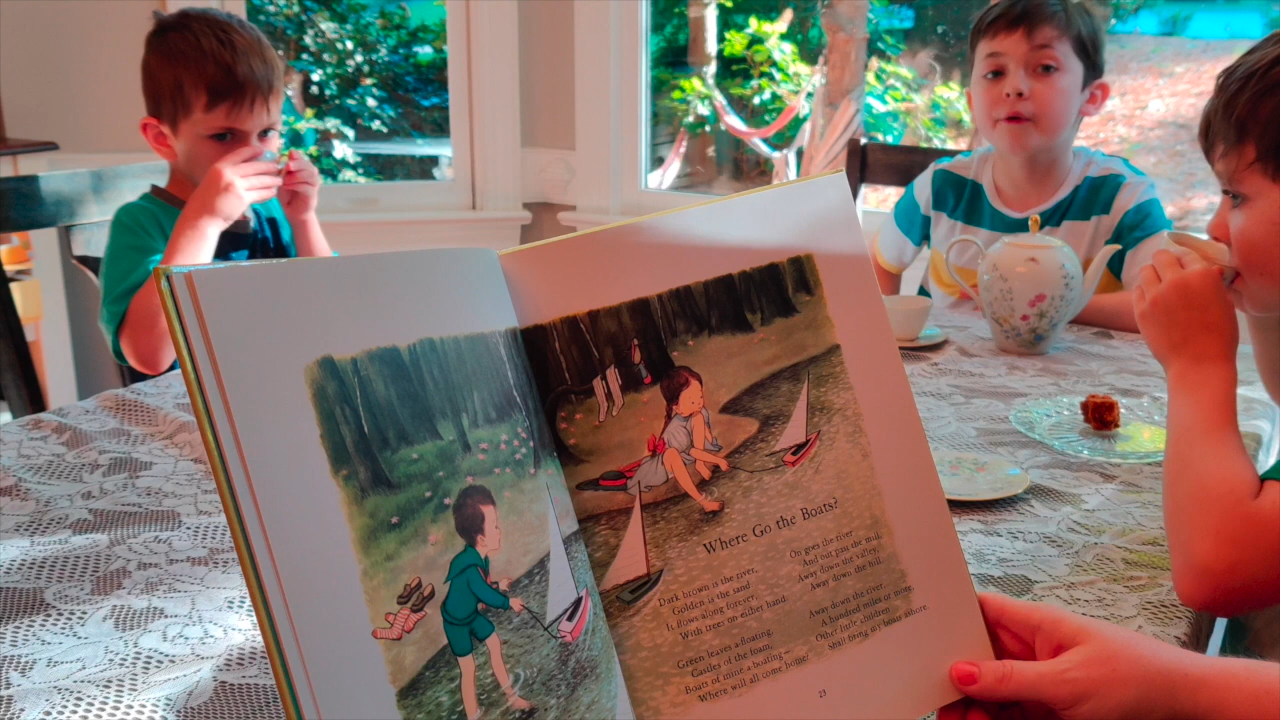 Where Go the Boats?
Dark brown is the river,
Golden is the sand
It flows along forever,
With trees on either hand.
Green leaves a-floating,
Castles of the foam,
Boats of mine a-boating—
Where will all come home?
On goes the river
And out past the mill,
Away down the valley,
Away down the hill.
Away down the river,
A hundred miles or more,
Other little children
Shall bring my boats ashore.
23